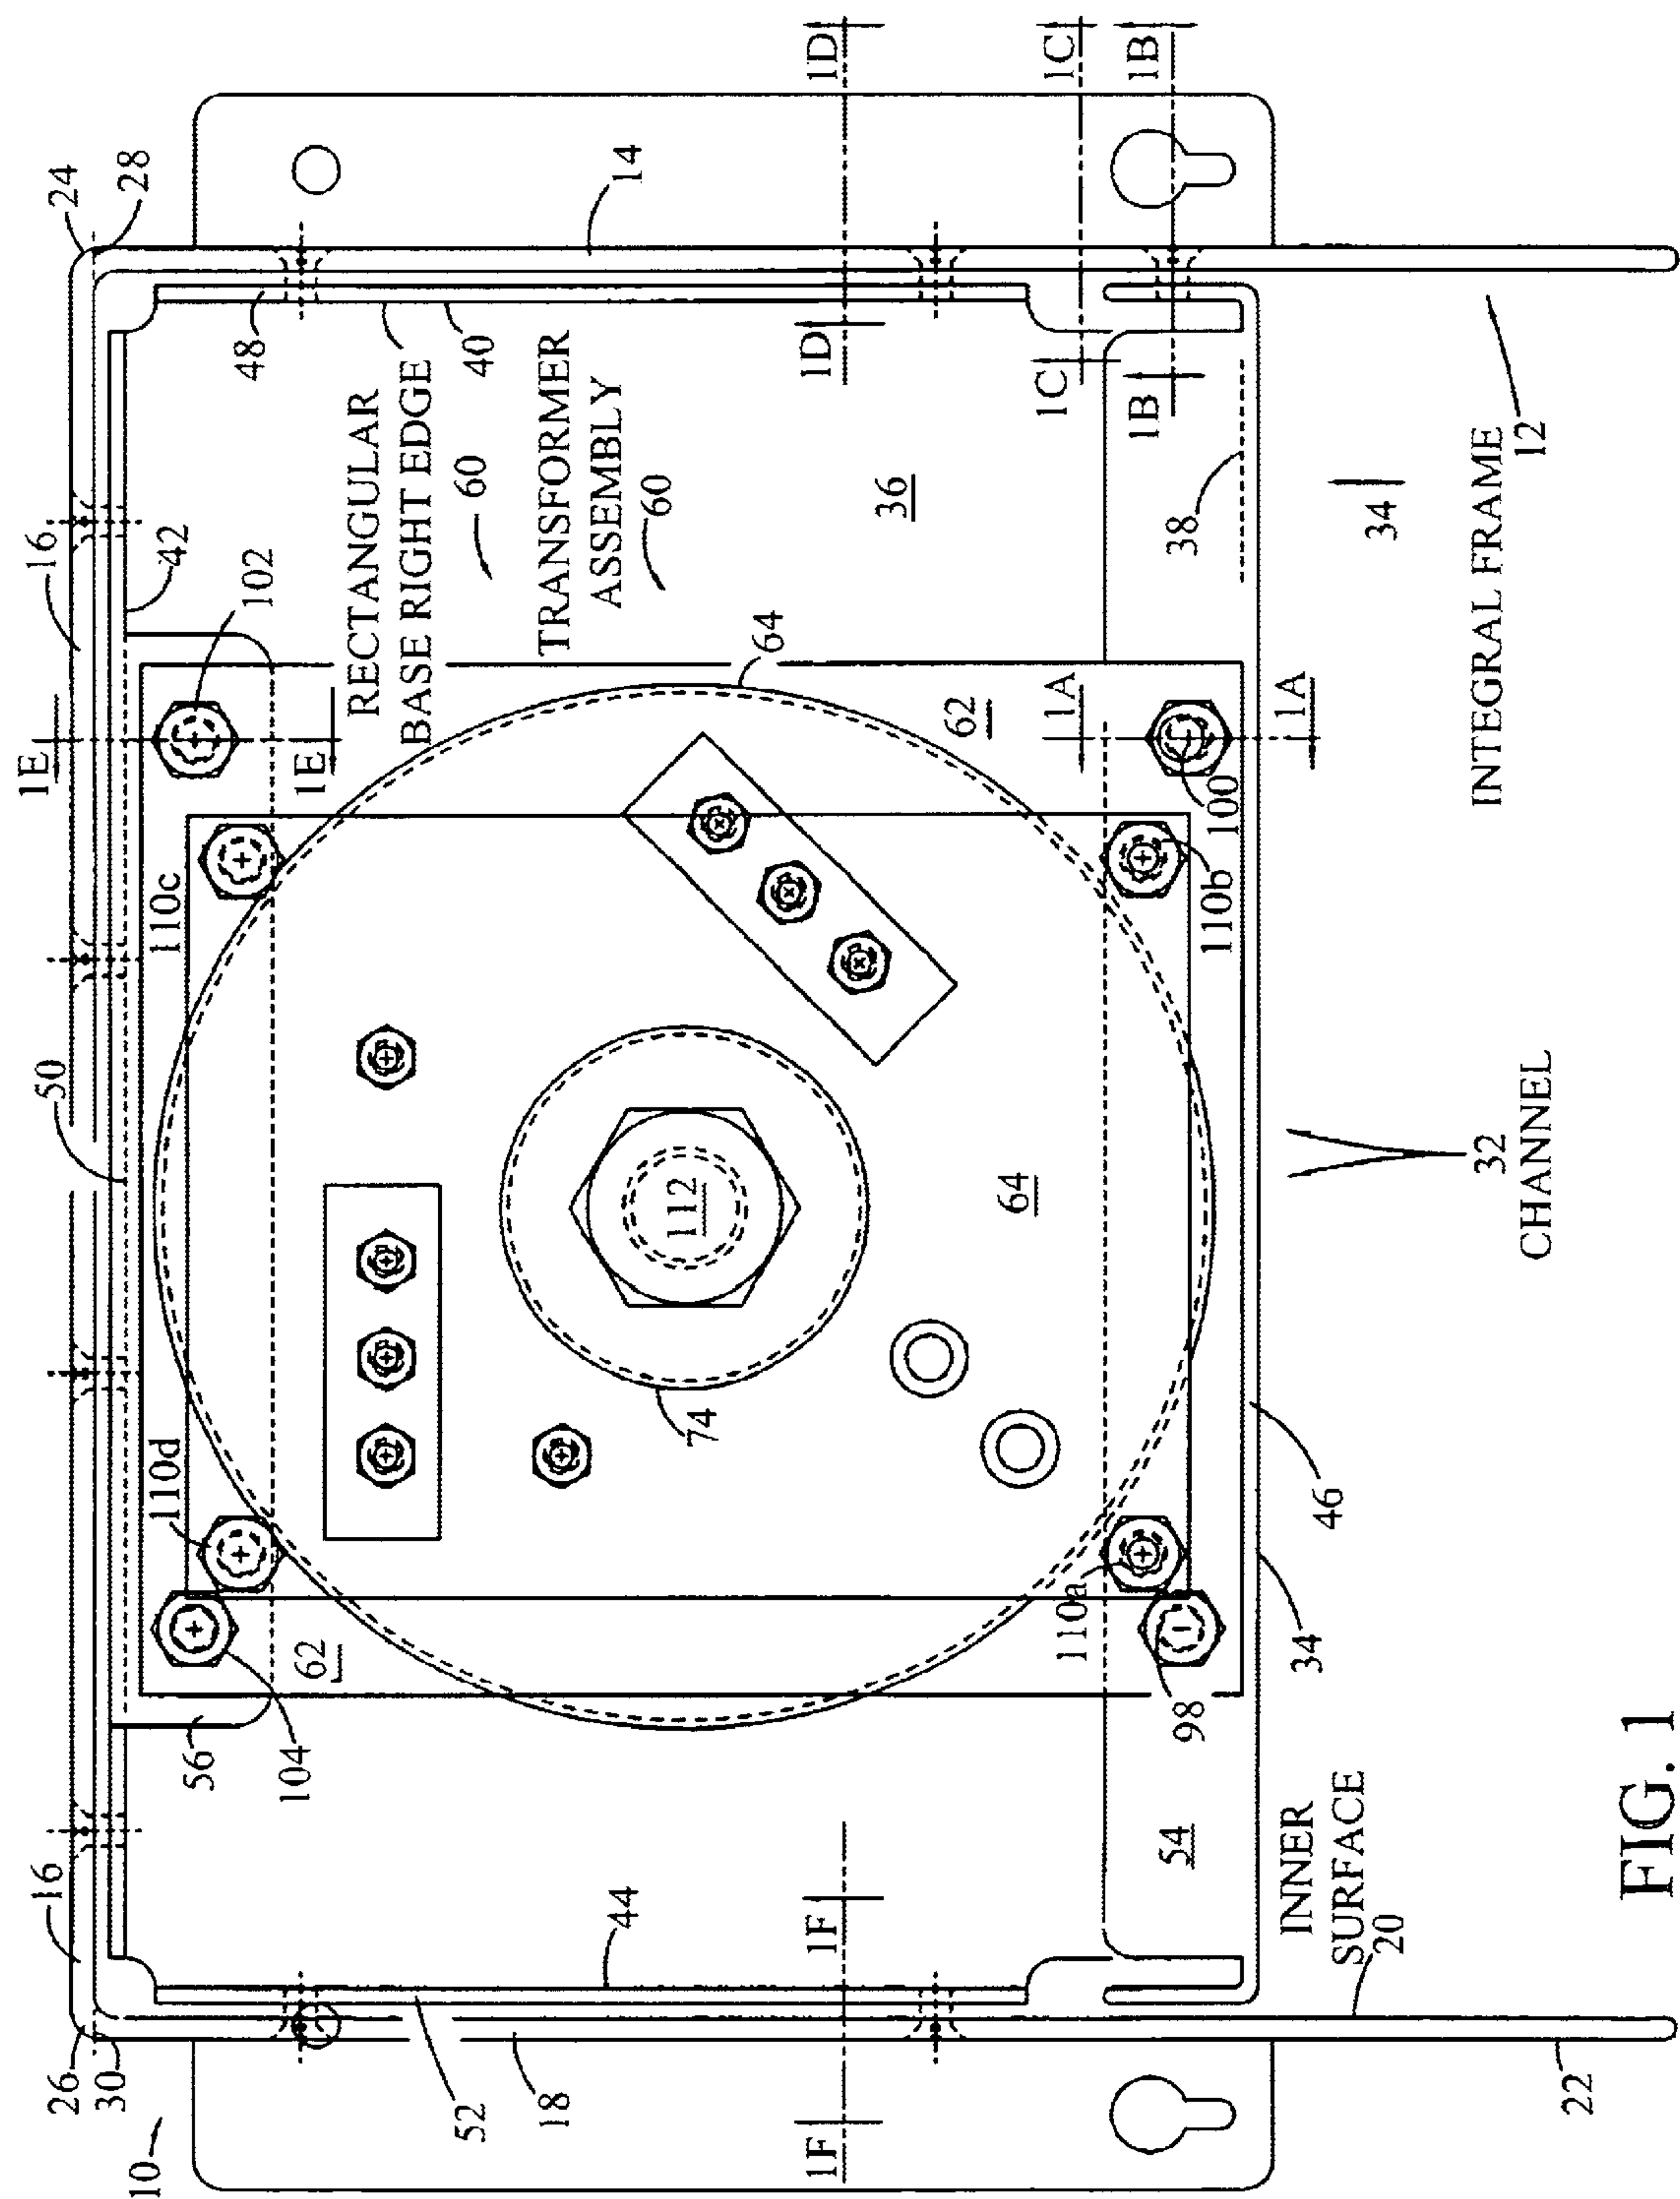 10
26
30
16
50
16
24
28
1E
1E
42
102
48
110d
110c
56
104
62
52
18
44
74
112
64
64
62
RECTANGULAR
BASE RIGHT EDGE
60
40
TRANSFORMER
ASSEMBLY
60
14
1D
1D
36
1F
1F
1C
1C
1B
1B
1A
1A
54
98
110a
110b
100
38
34
46
34
22
INNER
SURFACE
20
32
CHANNEL
INTEGRAL FRAME
12
FIG. 1